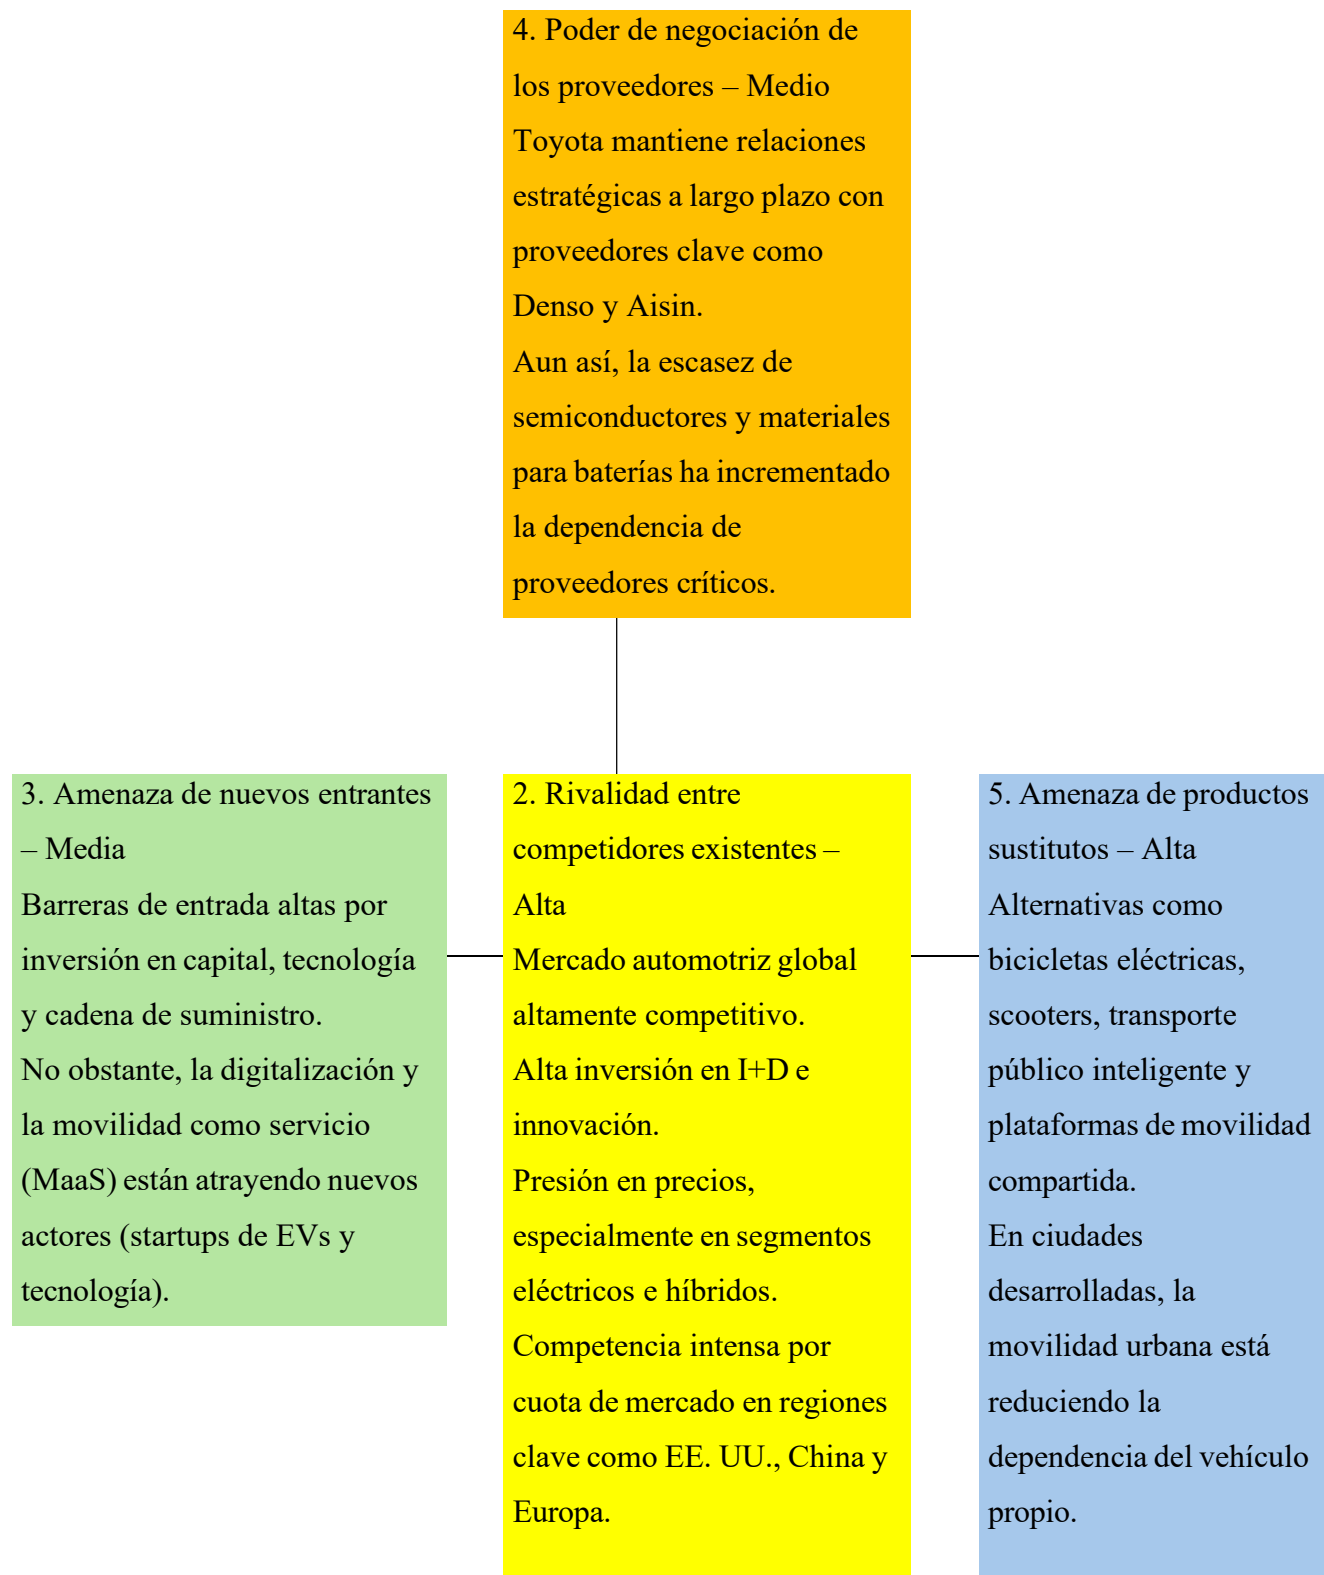 4. Poder de negociación de
los proveedores – Medio
Toyota mantiene relaciones
estratégicas a largo plazo con
proveedores clave como
Denso y Aisin.
Aun así, la escasez de
semiconductores y materiales
para baterías ha incrementado
la dependencia de
proveedores críticos.
3. Amenaza de nuevos entrantes
– Media
Barreras de entrada altas por
inversión en capital, tecnología
y cadena de suministro.
No obstante, la digitalización y
la movilidad como servicio
(MaaS) están atrayendo nuevos
actores (startups de EVs y
tecnología).
2. Rivalidad entre
competidores existentes –
Alta
Mercado automotriz global
altamente competitivo.
Alta inversión en I+D e
innovación.
Presión en precios,
especialmente en segmentos
eléctricos e híbridos.
Competencia intensa por
cuota de mercado en regiones
clave como EE. UU., China y
Europa.
5. Amenaza de productos
sustitutos – Alta
Alternativas como
bicicletas eléctricas,
scooters, transporte
público inteligente y
plataformas de movilidad
compartida.
En ciudades
desarrolladas, la
movilidad urbana está
reduciendo la
dependencia del vehículo
propio.